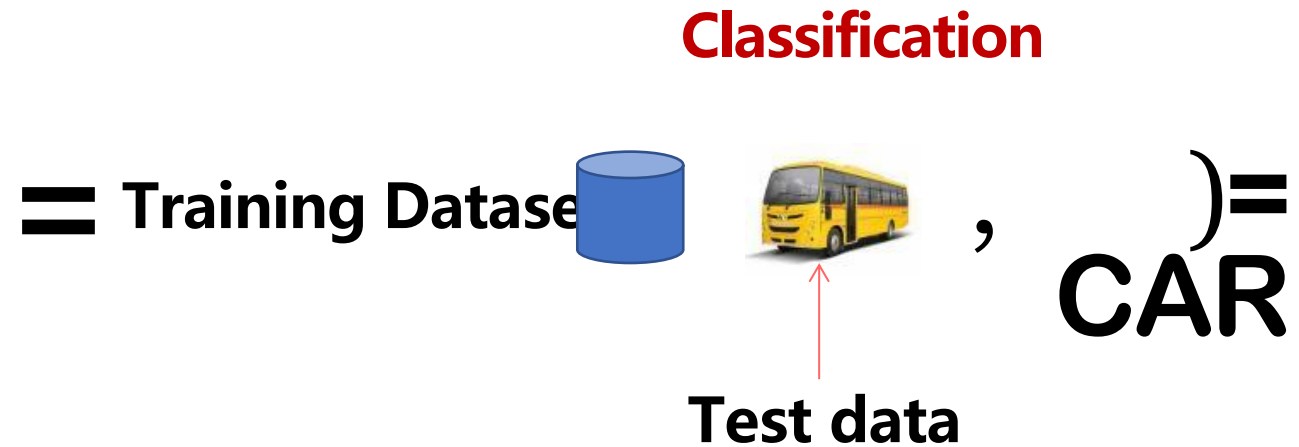 Classification
= Training Datase
, )=
CAR
Test data